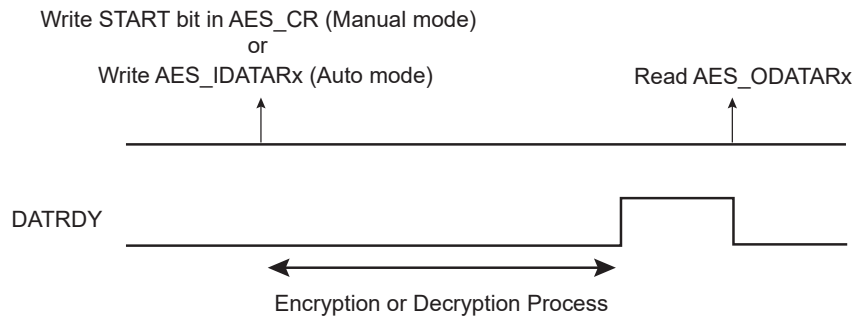 Write START bit in AES_CR (Manual mode)
or
Write AES_IDATARx (Auto mode)
Read AES_ODATARx
DATRDY
Encryption or Decryption Process